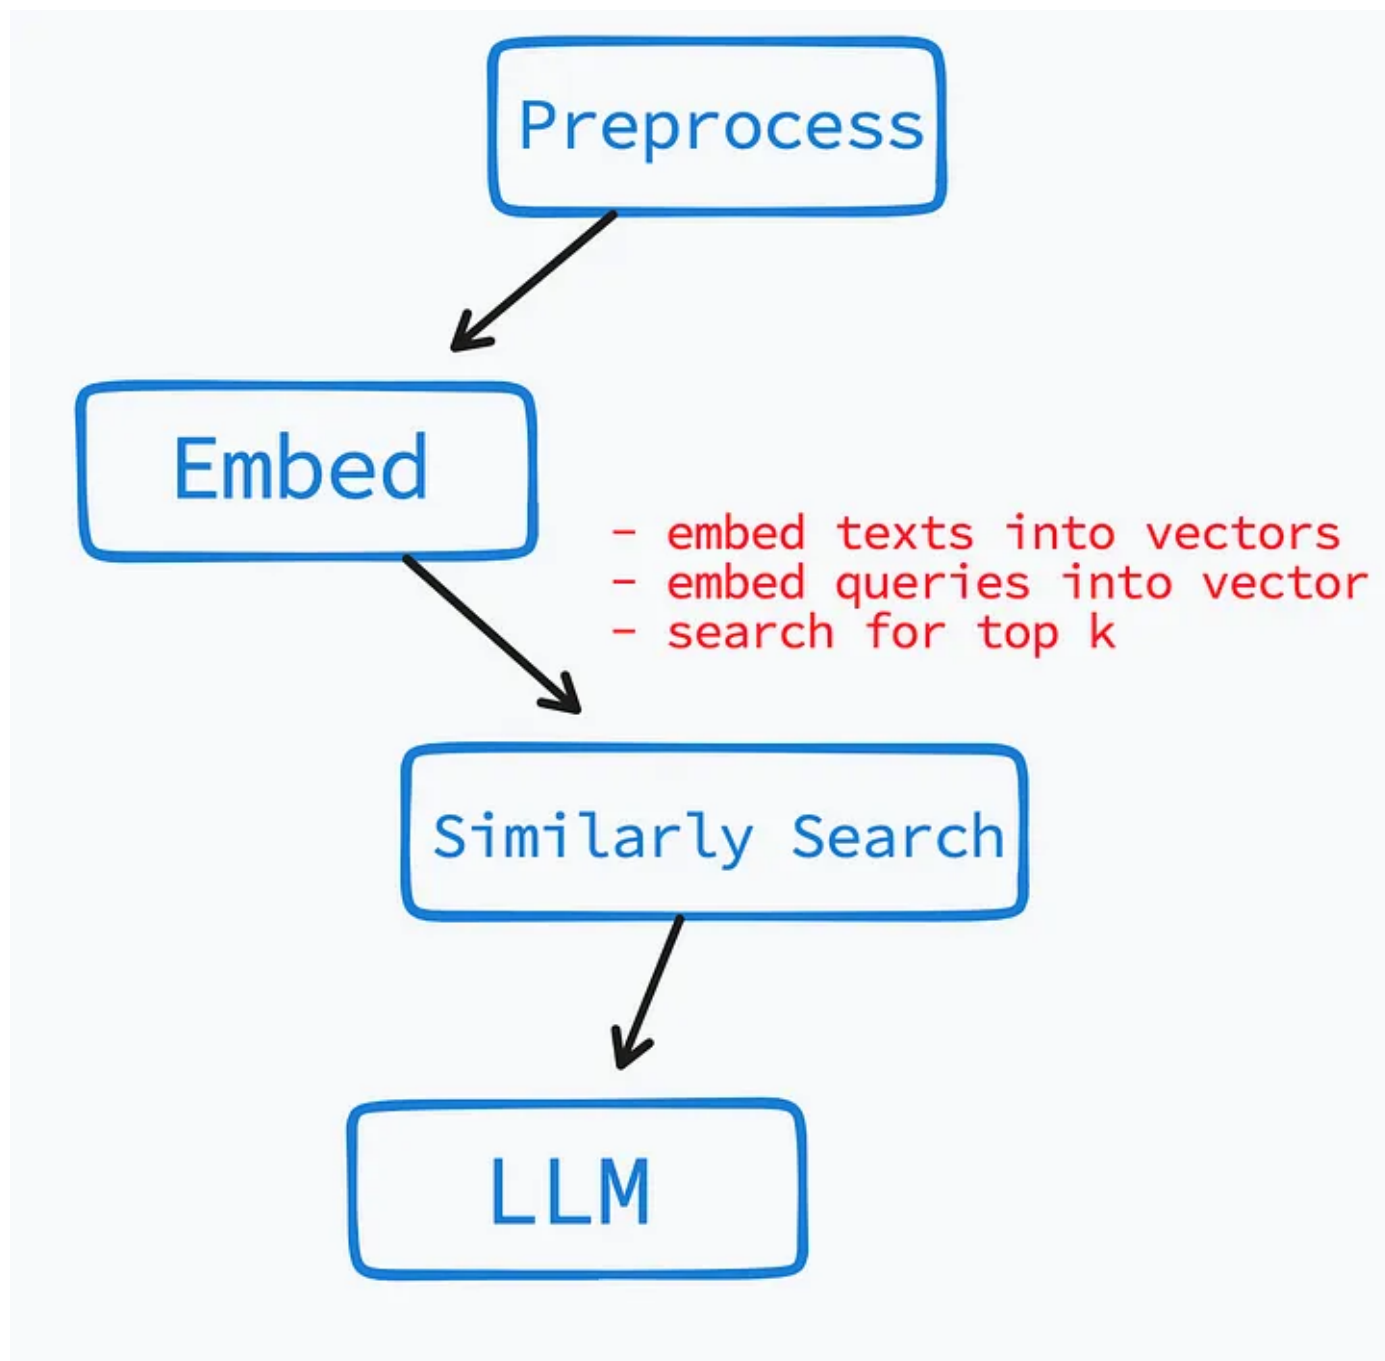 Preprocess
Embed
- embed texts into vectors
- embed queries into vector
- search for top k
Similarly Search
LLM